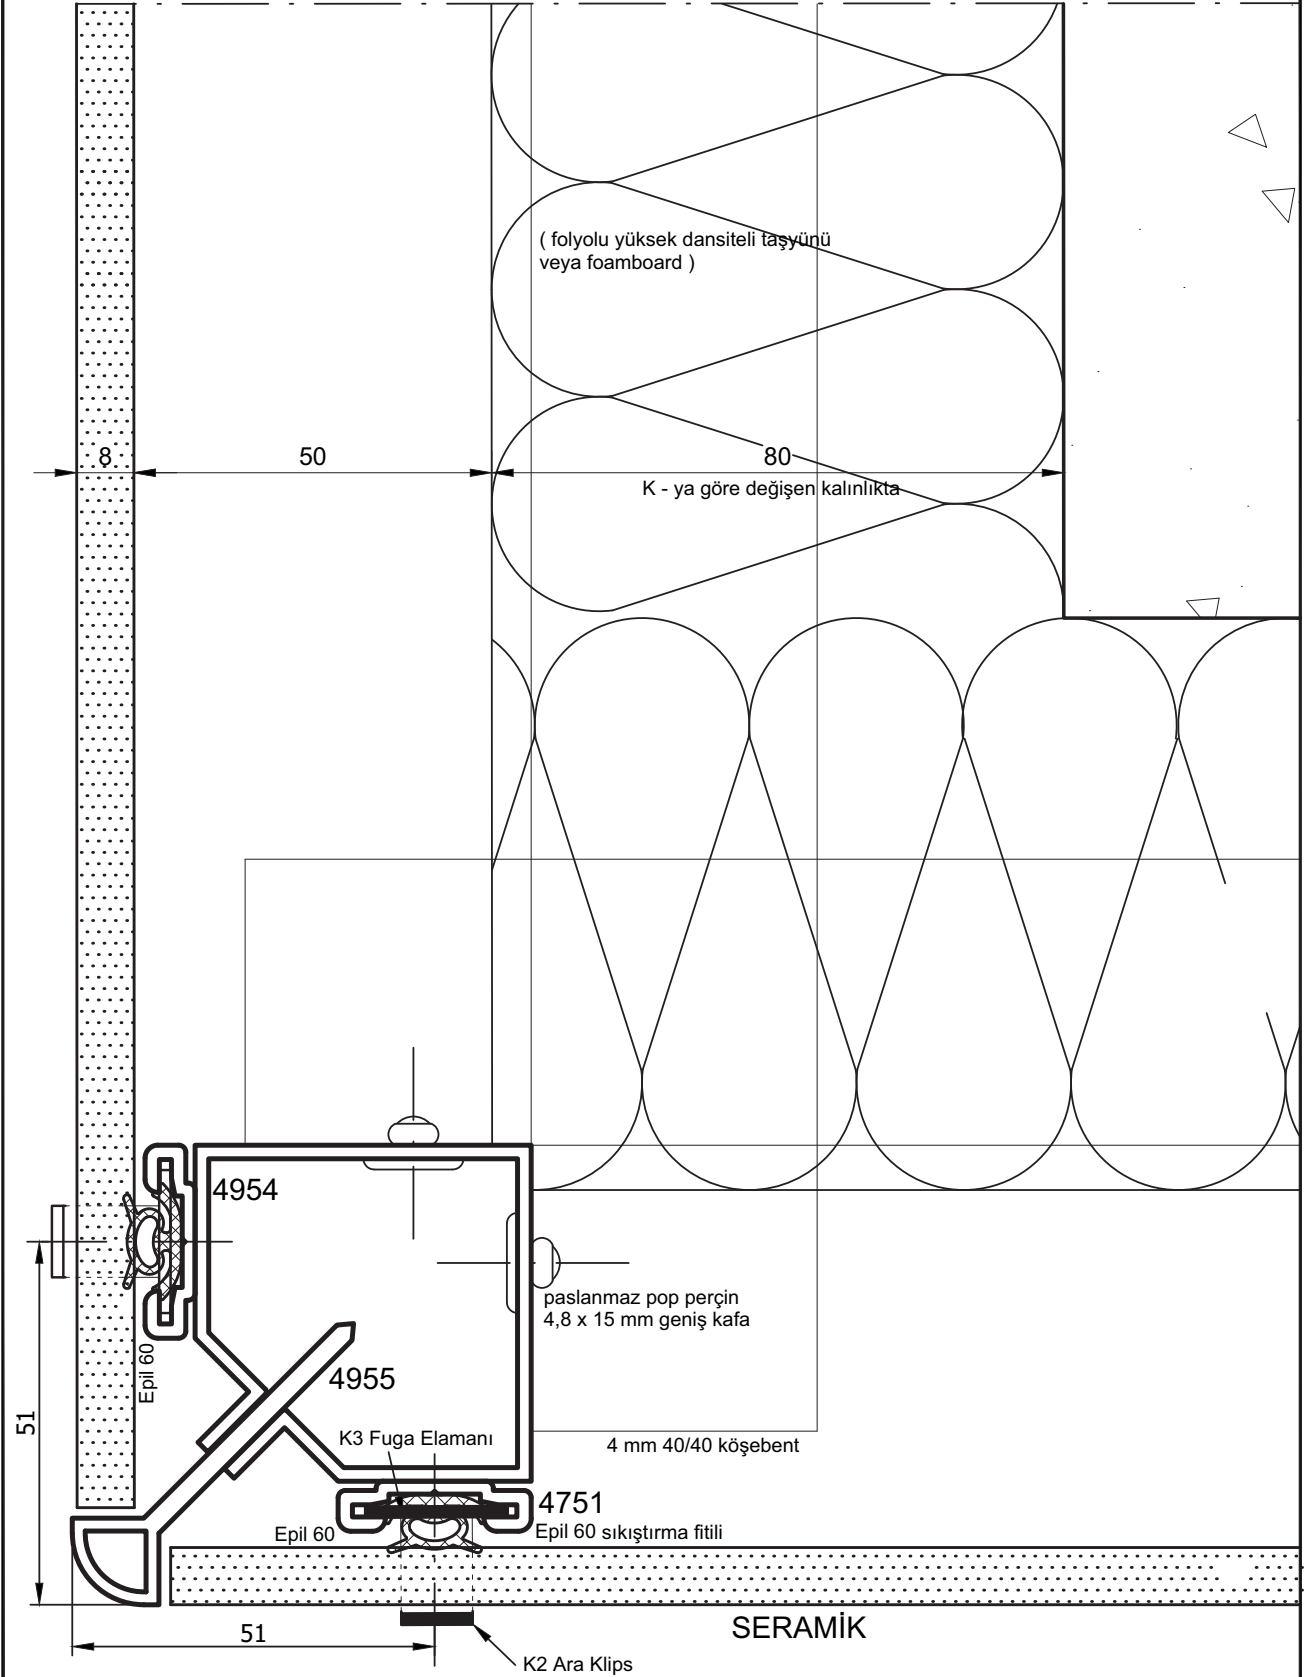 ( folyolu yüksek dansiteli taşyünü
veya foamboard )
8
50
80
K - ya göre değişen kalınlıkta
4954
paslanmaz pop perçin
4,8 x 15 mm geniş kafa
Epil 60
4955
51
K3 Fuga Elamanı
4 mm 40/40 köşebent
4751
Epil 60
Epil 60 sıkıştırma fitili
SERAMİK
51
K2 Ara Klips